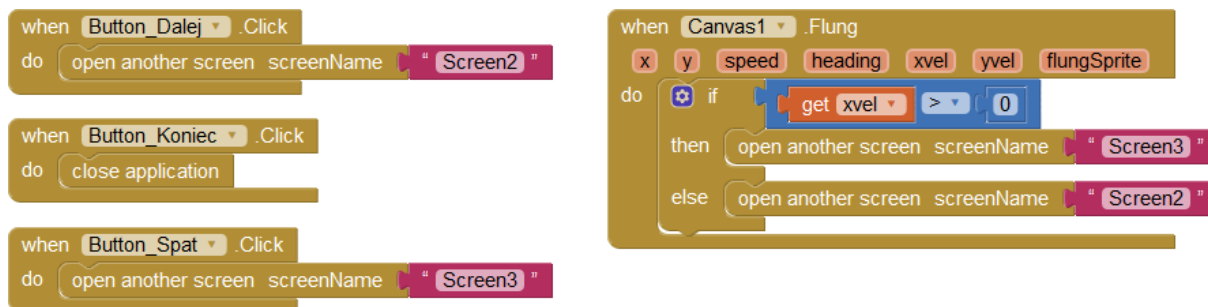 when Button_Dalej .Click
do open another screen screenName " Screen2 "
when Button_Koniec .Click
do close application
when Button_Spat .Click
do open another screen screenName " Screen3 "
when Canvas1 .Flung
x y speed heading xvel yvel flungSprite
do if get xvel > 0
then open another screen screenName " Screen3 "
else open another screen screenName " Screen2 "